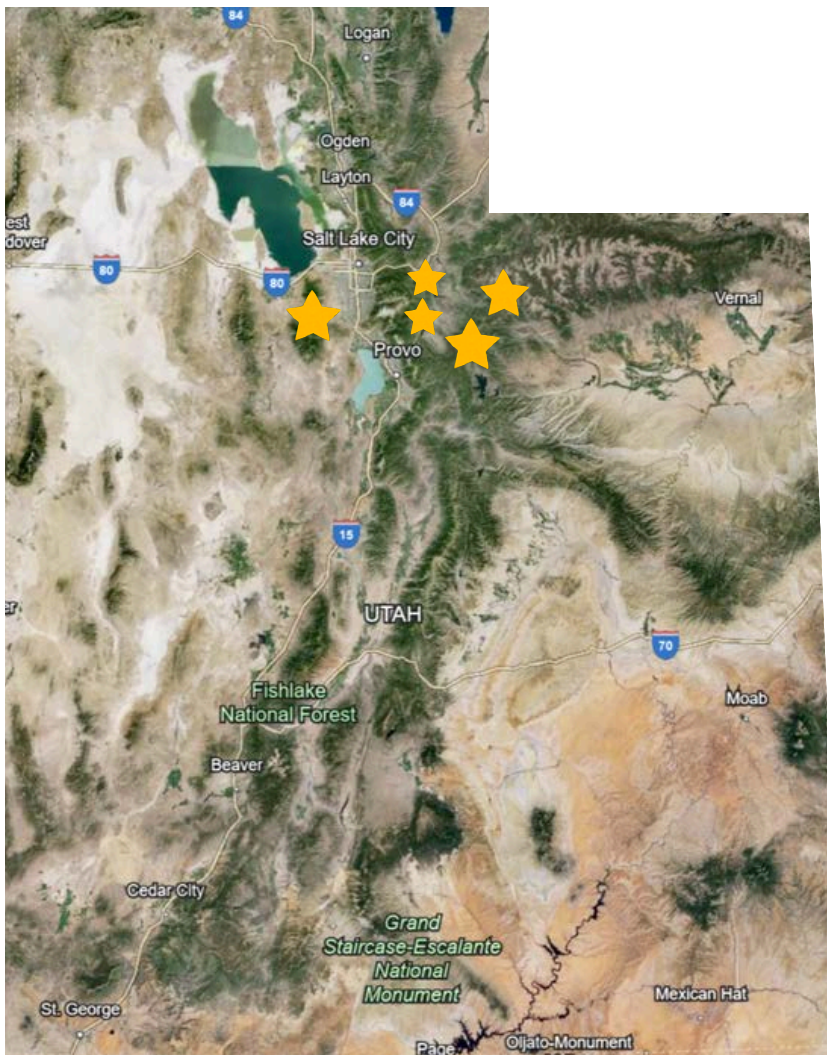 84
Logan
Ogden
Layton
84
est
dover
Salt Lake City
80
80
Vernal
Provo
15
UTAH
70
Fishlake
National Forest
Moab
Beaver
Cedar City
Grand
Staircase-Escalante
National
Monument
Mexican Hat
St. George
Page
Oljato-Monument